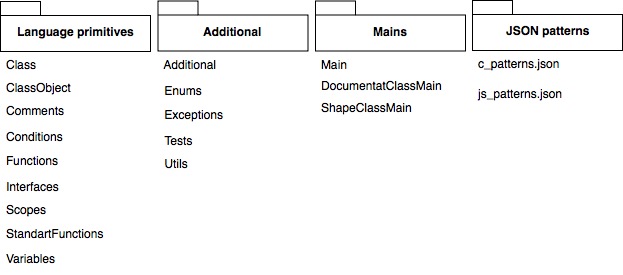 Language primitives
Class
ClassObject
Comments
Conditions
Functions
Interfaces
Scopes
StandartFunctions
Variables
Additional
Additional
Enums
Exceptions
Tests
Utils
Mains
Main
DocumentatClassMain
ShapeClassMain
JSON patterns
c_patterns.json
js_patterns.json